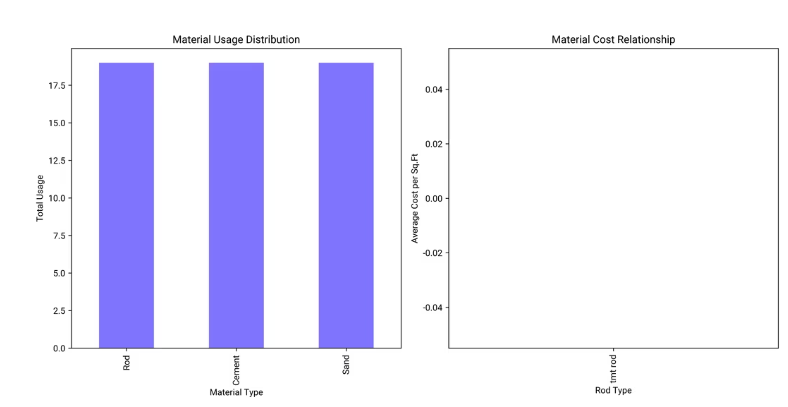 Material Usage Distribution
Total Usage
17.5
15.0
12.5
10.0
7.5
5.0
2.5
0.0
Rod
Cement
Sand
Material Type
Material Cost Relationship
Average Cost per Sq.Ft
0.04
0.02
0.00
-0.02
-0.04
tmt rod
Rod Type